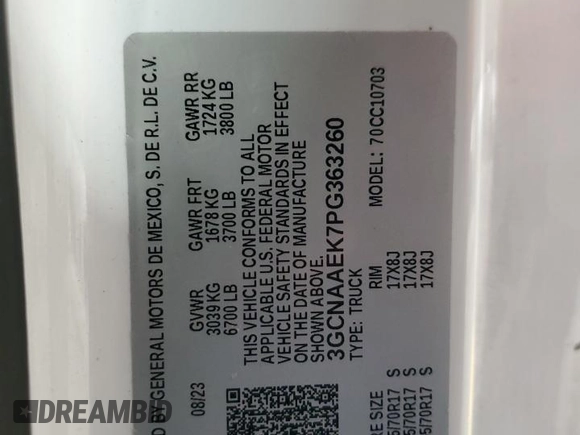 D BY GENERAL MOTORS DE MEXICO, S. DE R.L. DE C.V.
08/23 GVWR GAWR FRT GAWR RR
3039 KG 1678 KG 1724 KG
6700 LB 3700 LB 3800 LB
THIS VEHICLE CONFORMS TO ALL
APPLICABLE U.S. FEDERAL MOTOR
VEHICLE SAFETY STANDARDS IN EFFECT
ON THE DATE OF MANUFACTURE
SHOWN ABOVE.
3GCNAAEK7PG363260
TYPE: TRUCK MODEL: 70CC10703
E SIZE RIM
5/70R17 S 17X8J
5/70R17 S 17X8J
5/70R17 S 17X8J
DREAMBID